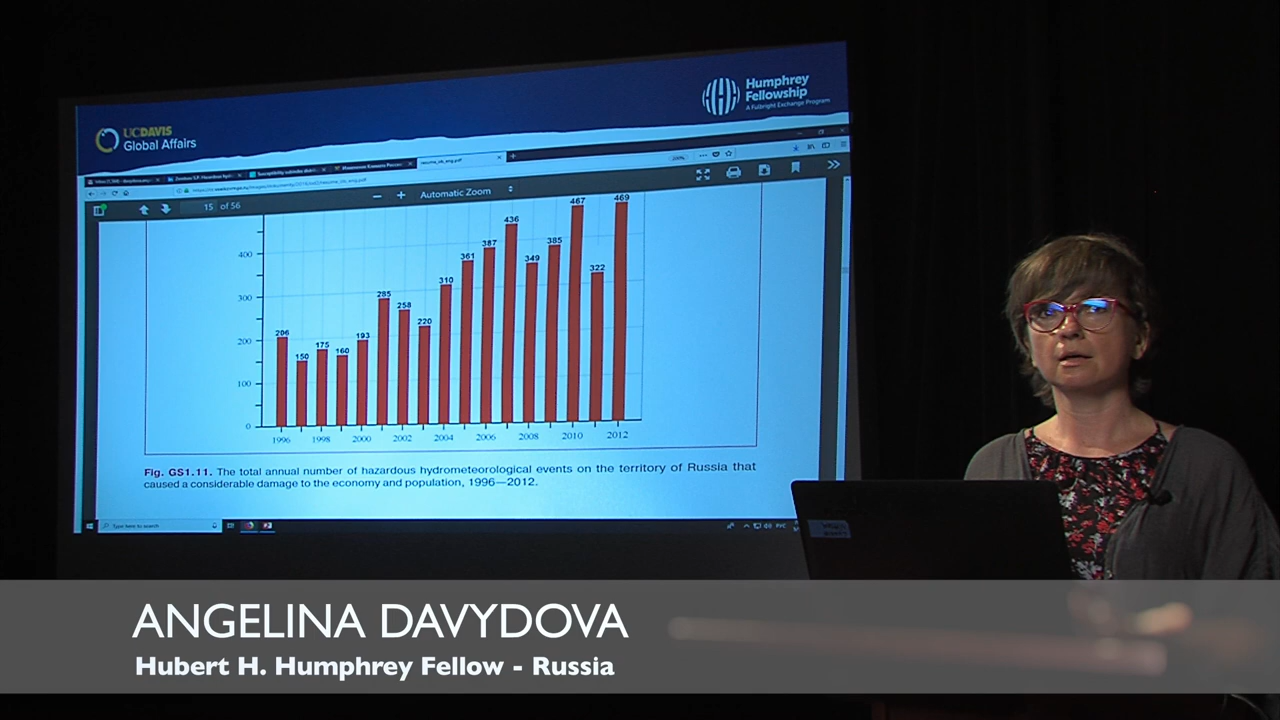 Humphrey
Fellowship
A Fulbright Exchange Program
UCDAVIS
Global Affairs
15 of 56
Automatic Zoom
400
300
200
100
0
206
150
175
160
193
285
258
220
310
361
387
436
349
385
467
322
469
1996
1998
2000
2002
2004
2006
2008
2010
2012
Fig. GS1.11. The total annual number of hazardous hydrometeorological events on the territory of Russia that
caused a considerable damage to the economy and population, 1996—2012.
Type here to search
ANGELINA DAVYDOVA
Hubert H. Humphrey Fellow - Russia